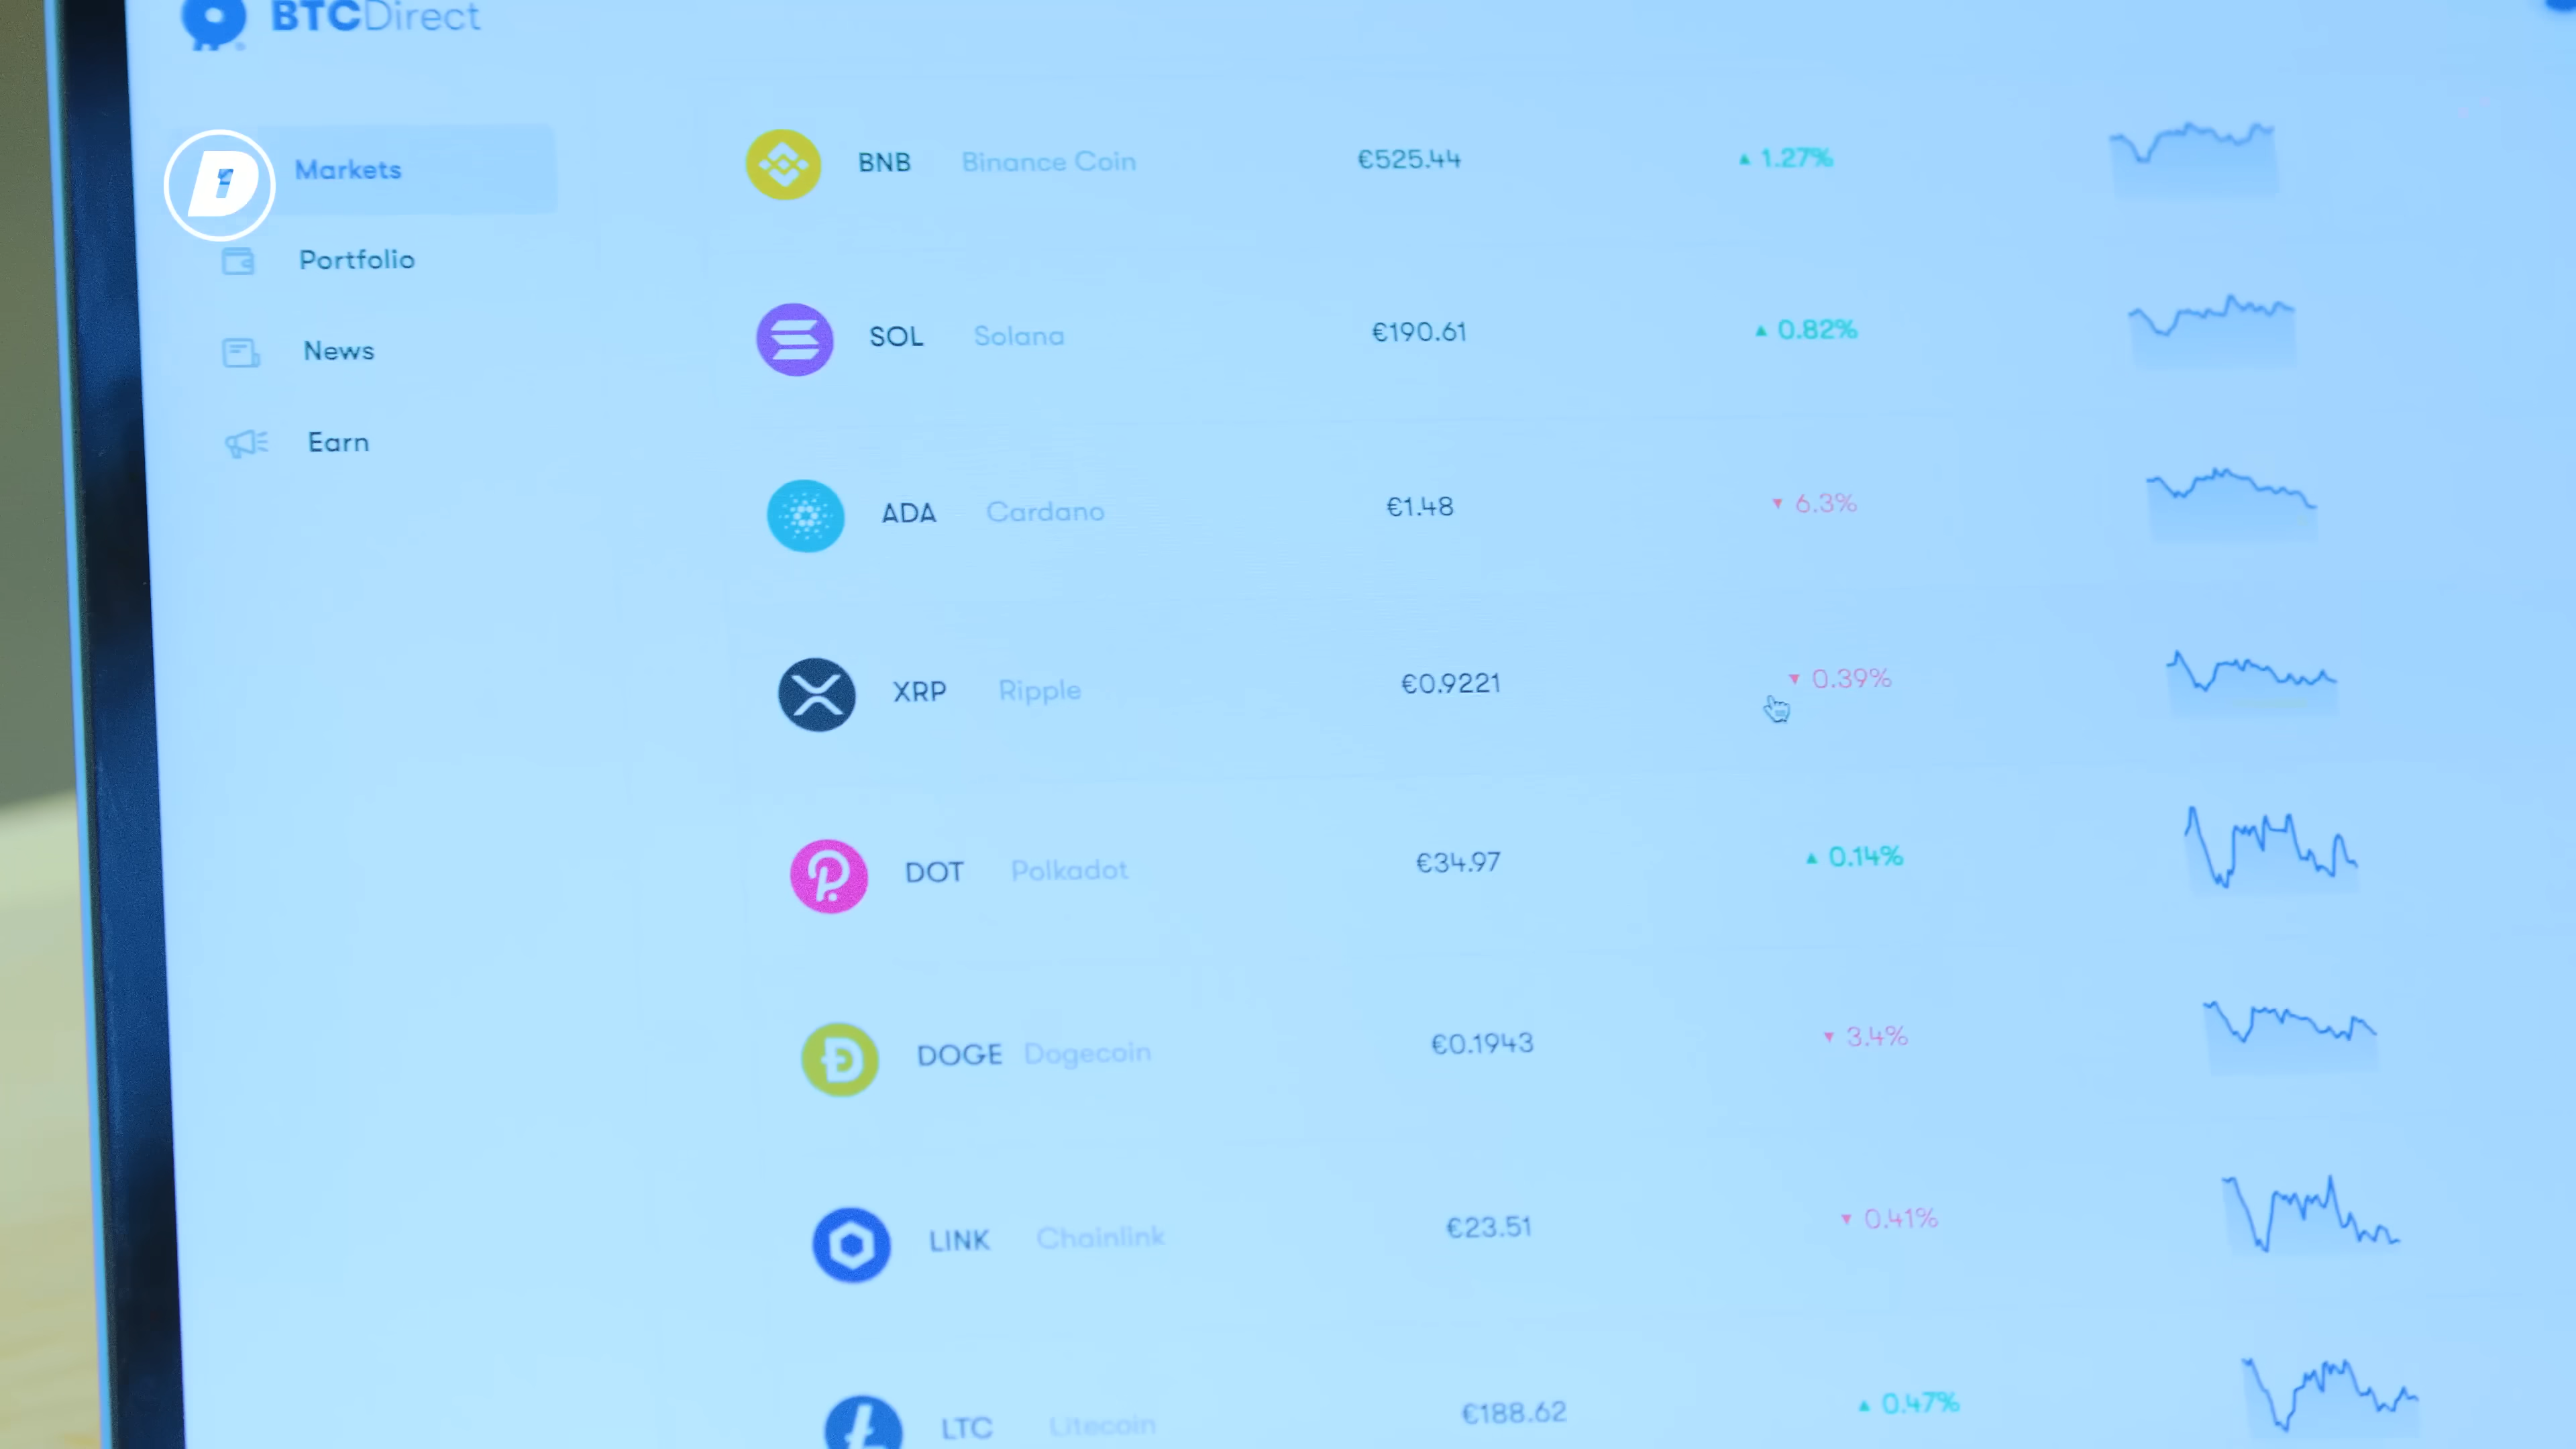 BTCDirect
Markets
Portfolio
News
Earn
BNB Binance Coin €525.44 ▲ 1.27%
SOL Solana €190.61 ▲ 0.82%
ADA Cardano €1.48 ▼ 6.3%
XRP Ripple €0.9221 ▼ 0.39%
DOT Polkadot €34.97 ▲ 0.14%
DOGE Dogecoin €0.1943 ▼ 3.4%
LINK Chainlink €23.51 ▼ 0.41%
LTC Litecoin €188.62 ▲ 0.47%